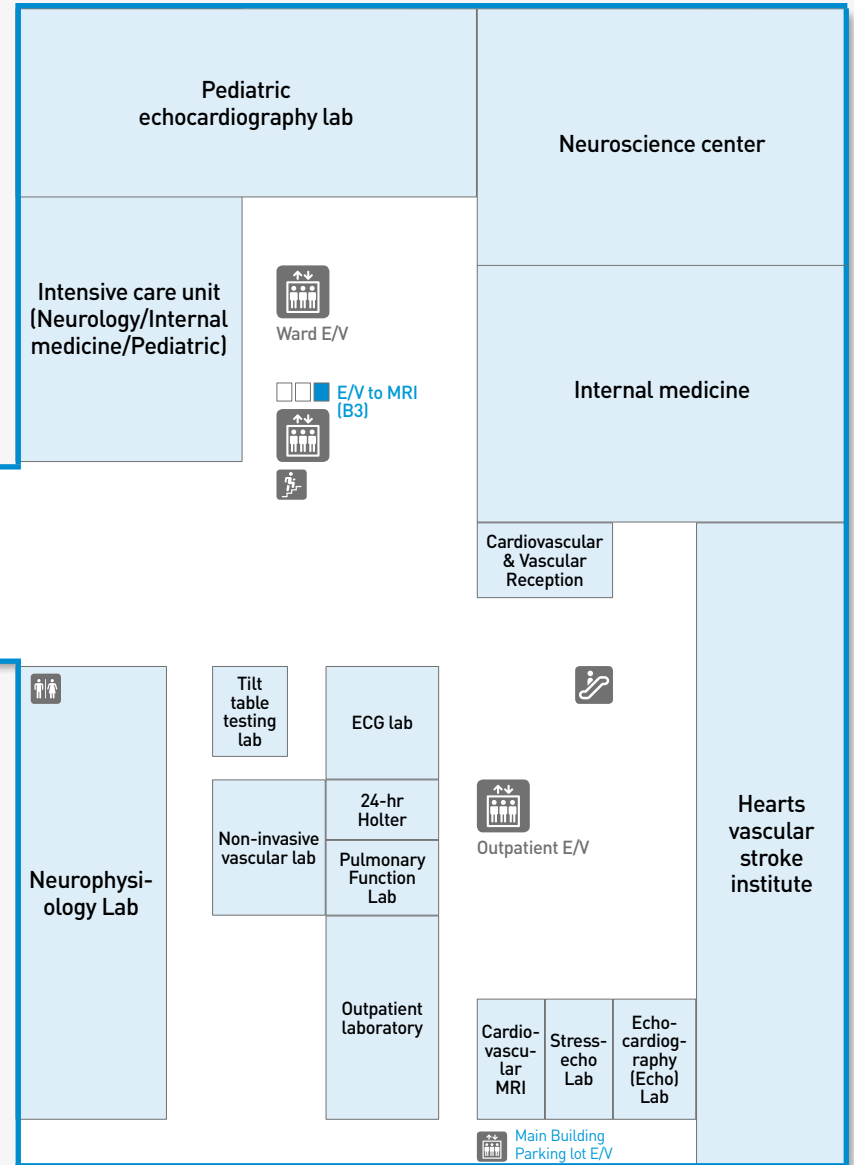 Pediatric
echocardiography lab
Neuroscience center
Intensive care unit
(Neurology/Internal
medicine/Pediatric)
Ward E/V
E/V to MRI
(B3)
Internal medicine
Cardiovascular
& Vascular
Reception
Tilt
table
testing
lab
ECG lab
24-hr
Holter
Non-invasive
vascular lab
Pulmonary
Function
Lab
Outpatient E/V
Hearts
vascular
stroke
institute
Neurophysi-
ology Lab
Outpatient
laboratory
Cardio-
vascu-
lar
MRI
Stress-
echo
Lab
Echo-
cardiog-
raphy
(Echo)
Lab
Main Building
Parking lot E/V